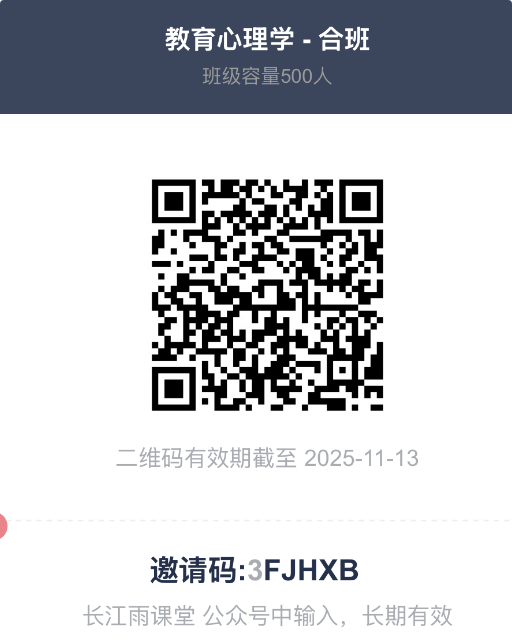 教育心理学 - 合班
班级容量500人
二维码有效期截至 2025-11-13
邀请码:3FJHXB
长江雨课堂 公众号中输入，长期有效